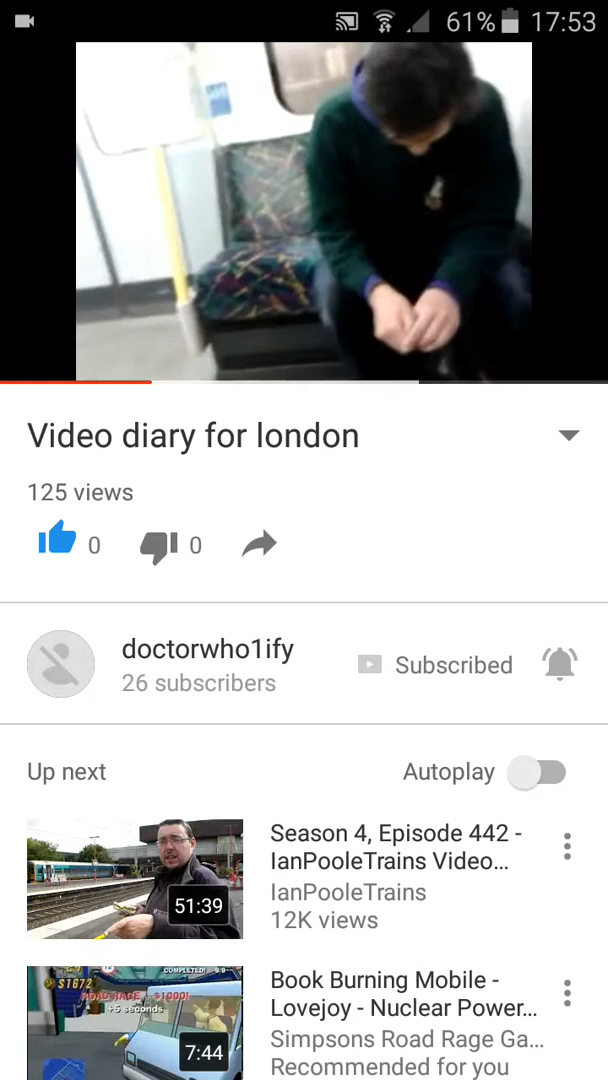 61% 17:53
Video diary for london
125 views
0 0
doctorwho1ify
26 subscribers
Subscribed
Up next
Autoplay
Season 4, Episode 442 -
IanPooleTrains Video...
IanPooleTrains
12K views
51:39
Book Burning Mobile -
Lovejoy - Nuclear Power...
Simpsons Road Rage Ga...
Recommended for you
$1672
COMPLETED! 9/9
ROAD RAGE - $1000!
+5 seconds
7:44